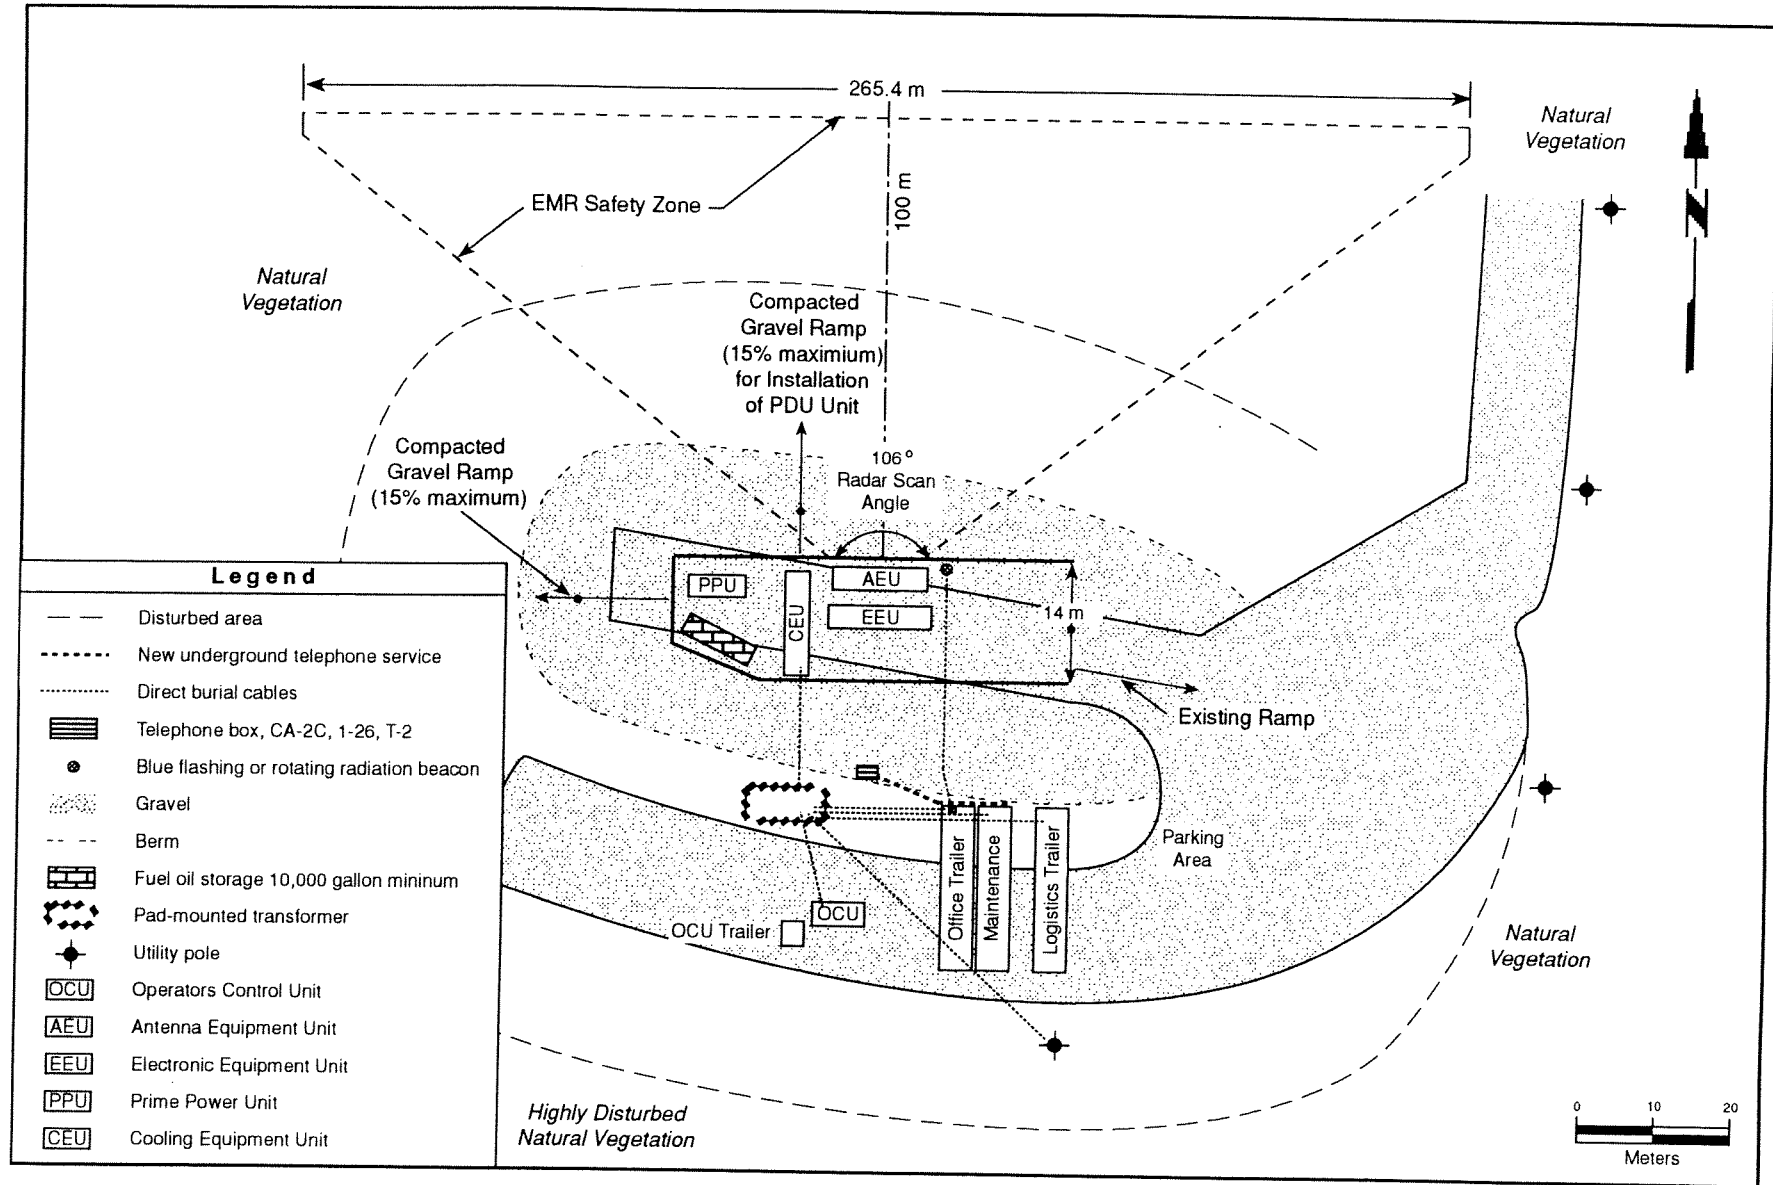 265.4 m
Natural
Vegetation
100 m
EMR Safety Zone
N
Natural
Vegetation
Compacted
Gravel Ramp
(15% maximium)
for Installation
of PDU Unit
Compacted
Gravel Ramp
(15% maximum)
106°
Radar Scan
Angle
PPU
CEU
AEU
EEU
14 m
Existing Ramp
Parking
Area
Office Trailer
Maintenance
Logistics Trailer
OCU Trailer
OCU
Natural
Vegetation
Highly Disturbed
Natural Vegetation
0 10 20
Meters
Legend
Disturbed area
New underground telephone service
Direct burial cables
Telephone box, CA-2C, 1-26, T-2
Blue flashing or rotating radiation beacon
Gravel
Berm
Fuel oil storage 10,000 gallon mininum
Pad-mounted transformer
Utility pole
OCU Operators Control Unit
AEU Antenna Equipment Unit
EEU Electronic Equipment Unit
PPU Prime Power Unit
CEU Cooling Equipment Unit